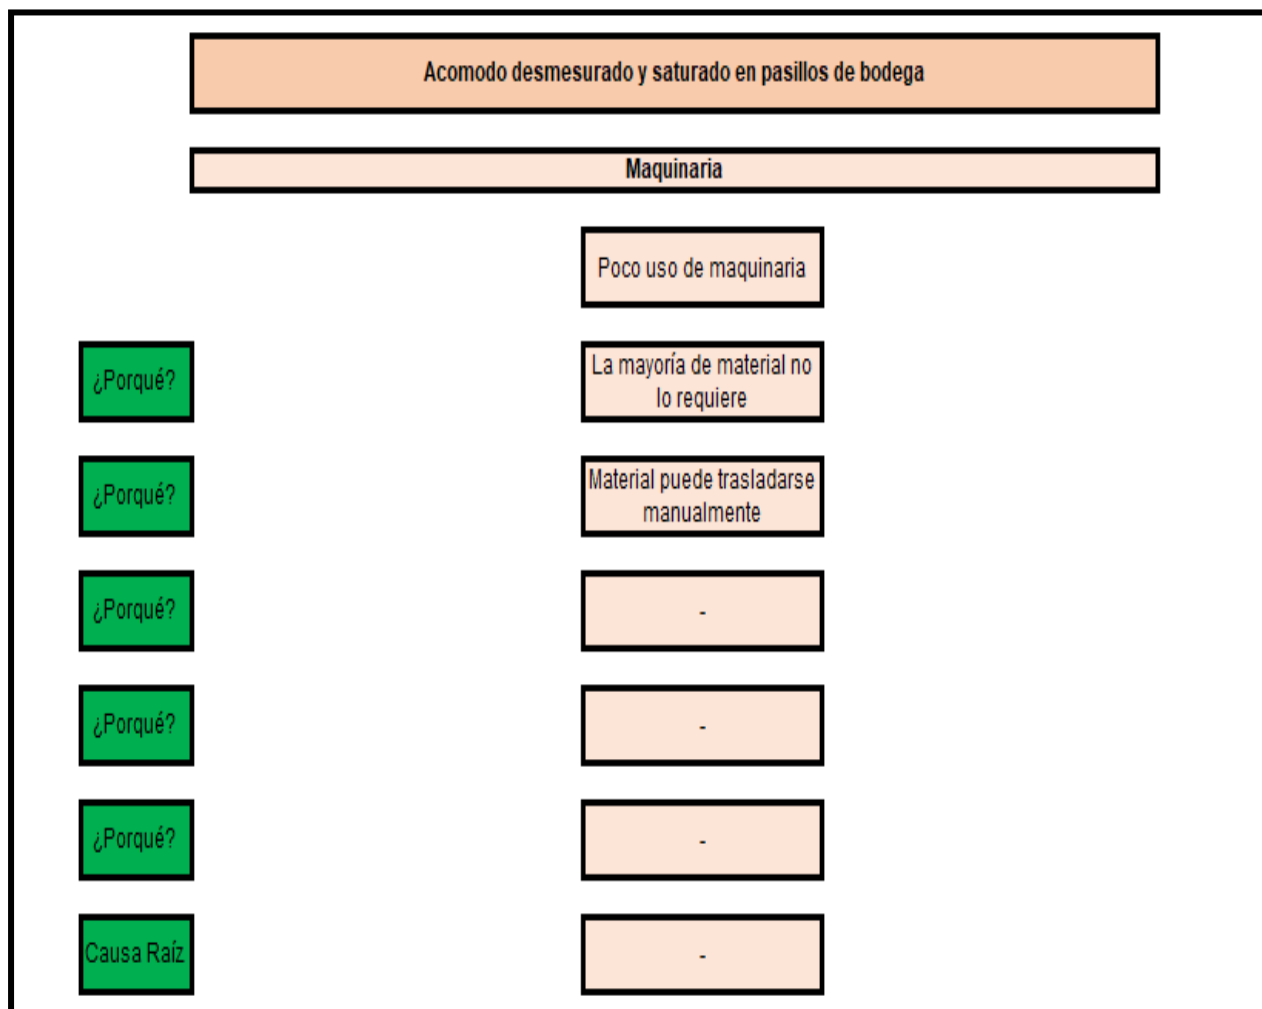 Acomodo desmesurado y saturado en pasillos de bodega
Maquinaria
Poco uso de maquinaria
¿Porqué?
La mayoría de material no
lo requiere
¿Porqué?
Material puede trasladarse
manualmente
¿Porqué?
-
¿Porqué?
-
¿Porqué?
-
Causa Raíz
-